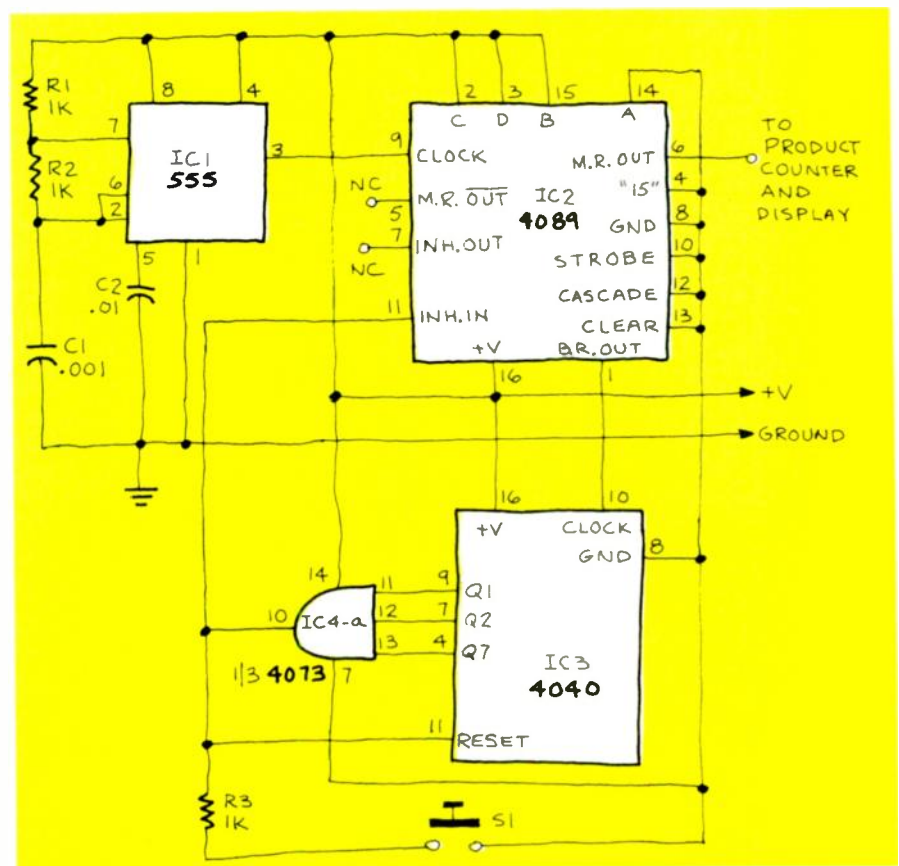 R1
1K
8
4
7
R2
1K
6
2
IC1
555
3
5
1
C2
.01
C1
.001
2
3
15
14
C
D
B
A
9
CLOCK
M.R. OUT
6
NC
5
M.R. OUT
"15"
4
IC2
4089
GND
8
7
INH.OUT
NC
STROBE
10
CASCADE
12
11
INH.IN
CLEAR
13
+V
B.R. OUT
16
1
TO
PRODUCT
COUNTER
AND
DISPLAY
+V
GROUND
16
10
+V
CLOCK
GND
8
14
10
IC4-a
11
9
Q1
12
7
Q2
13
4
Q7
1/3 4073
7
IC3
4040
11
RESET
R3
1K
S1